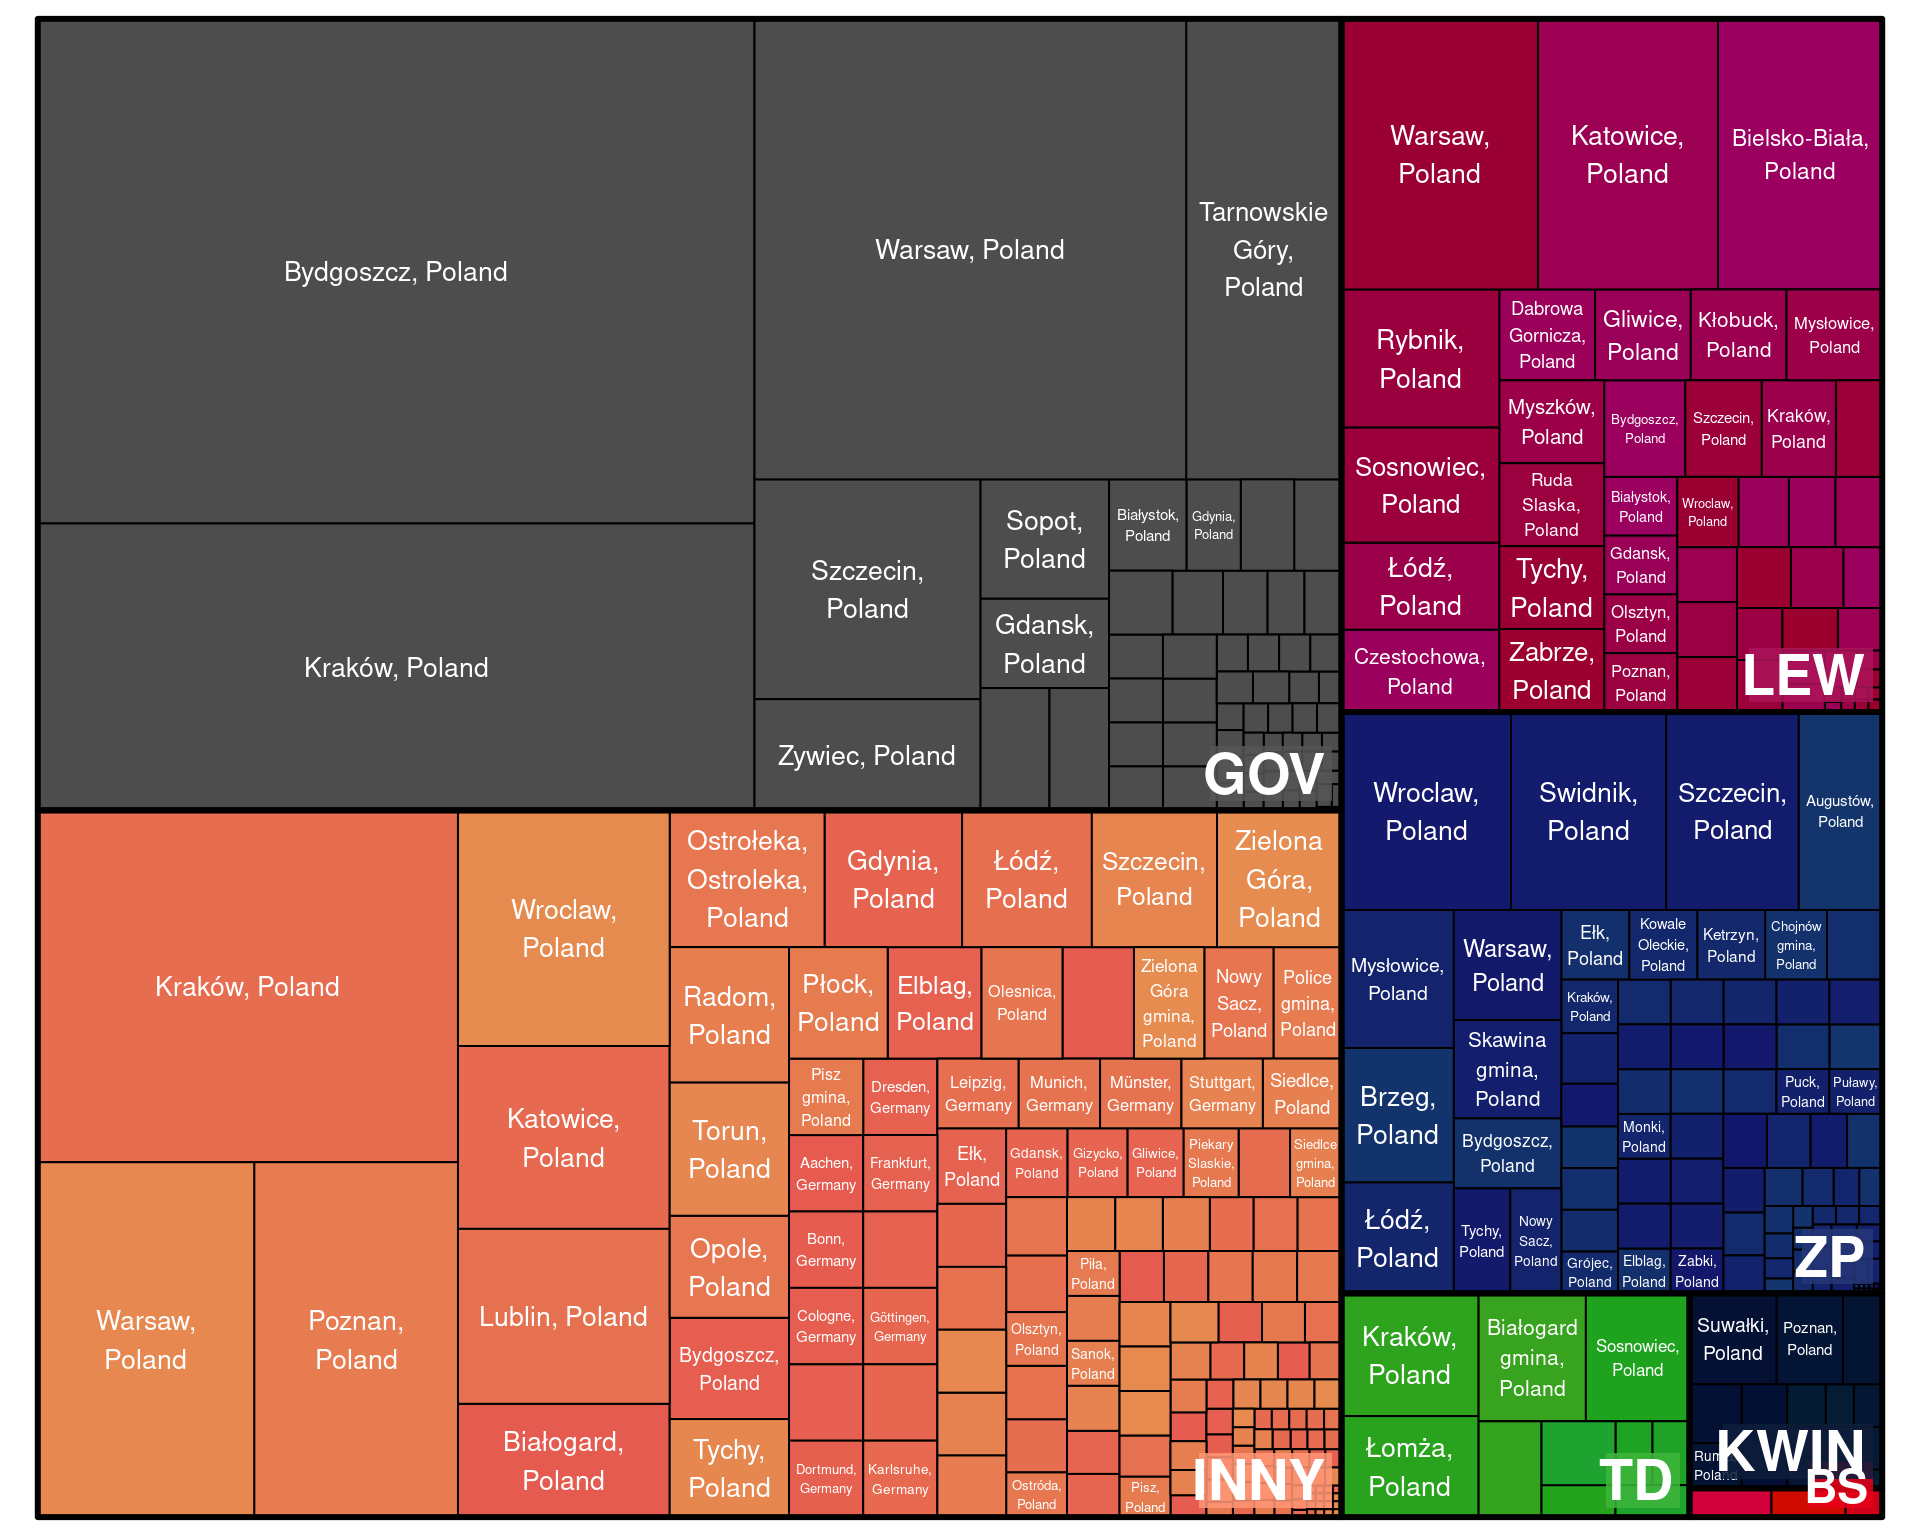 Bydgoszcz, Poland
Kraków, Poland
Warsaw, Poland
Tarnowskie
Góry,
Poland
Szczecin,
Poland
Zywiec, Poland
Sopot,
Poland
Gdansk,
Poland
Białystok,
Poland
Gdynia,
Poland
GOV
Warsaw,
Poland
Katowice,
Poland
Bielsko-Biała,
Poland
Rybnik,
Poland
Sosnowiec,
Poland
Łódź,
Poland
Czestochowa,
Poland
Dabrowa
Gornicza,
Poland
Gliwice,
Poland
Kłobuck,
Poland
Mysłowice,
Poland
Myszków,
Poland
Ruda
Slaska,
Poland
Tychy,
Poland
Zabrze,
Poland
Bydgoszcz,
Poland
Szczecin,
Poland
Kraków,
Poland
Białystok,
Poland
Wroclaw,
Poland
Gdansk,
Poland
Olsztyn,
Poland
Poznan,
Poland
LEW
Kraków, Poland
Warsaw,
Poland
Poznan,
Poland
Wroclaw,
Poland
Katowice,
Poland
Lublin, Poland
Białogard,
Poland
Ostrołeka,
Ostroleka,
Poland
Gdynia,
Poland
Łódź,
Poland
Szczecin,
Poland
Zielona
Góra,
Poland
Radom,
Poland
Torun,
Poland
Opole,
Poland
Bydgoszcz,
Poland
Tychy,
Poland
Płock,
Poland
Elblag,
Poland
Olesnica,
Poland
Zielona
Góra
gmina,
Poland
Nowy
Sacz,
Poland
Police
gmina,
Poland
Pisz
gmina,
Poland
Dresden,
Germany
Leipzig,
Germany
Munich,
Germany
Münster,
Germany
Stuttgart,
Germany
Siedlce,
Poland
Aachen,
Germany
Frankfurt,
Germany
Ełk,
Poland
Gdansk,
Poland
Gizycko,
Poland
Gliwice,
Poland
Piekary
Slaskie,
Poland
Siedlce
gmina,
Poland
Bonn,
Germany
Cologne,
Germany
Göttingen,
Germany
Dortmund,
Germany
Karlsruhe,
Germany
Piła,
Poland
Olsztyn,
Poland
Sanok,
Poland
Ostróda,
Poland
Pisz,
Poland
INNY
Wroclaw,
Poland
Swidnik,
Poland
Szczecin,
Poland
Augustów,
Poland
Mysłowice,
Poland
Brzeg,
Poland
Łódź,
Poland
Warsaw,
Poland
Skawina
gmina,
Poland
Bydgoszcz,
Poland
Tychy,
Poland
Nowy
Sacz,
Poland
Ełk,
Poland
Kowale
Oleckie,
Poland
Ketrzyn,
Poland
Chojnów
gmina,
Poland
Kraków,
Poland
Puck,
Poland
Puławy,
Poland
Monki,
Poland
Grójec,
Poland
Elblag,
Poland
Zabki,
Poland
ZP
Kraków,
Poland
Łomża,
Poland
Białogard
gmina,
Poland
Sosnowiec,
Poland
TD
Suwałki,
Poland
Poznan,
Poland
Poland
KWIN
BS